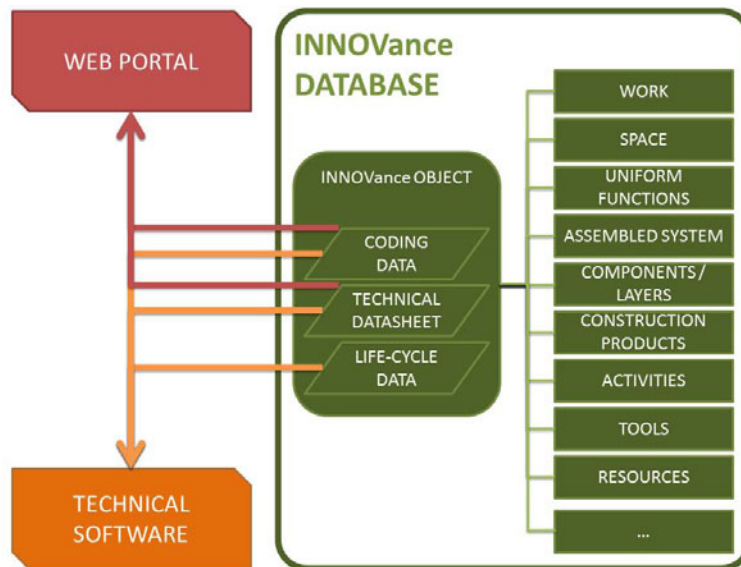 WEB PORTAL
INNOVance
DATABASE
INNOVance OBJECT
CODING
DATA
TECHNICAL
DATASHEET
LIFE-CYCLE
DATA
WORK
SPACE
UNIFORM
FUNCTIONS
ASSEMBLED SYSTEM
COMPONENTS /
LAYERS
CONSTRUCTION
PRODUCTS
ACTIVITIES
TOOLS
RESOURCES
...
TECHNICAL
SOFTWARE